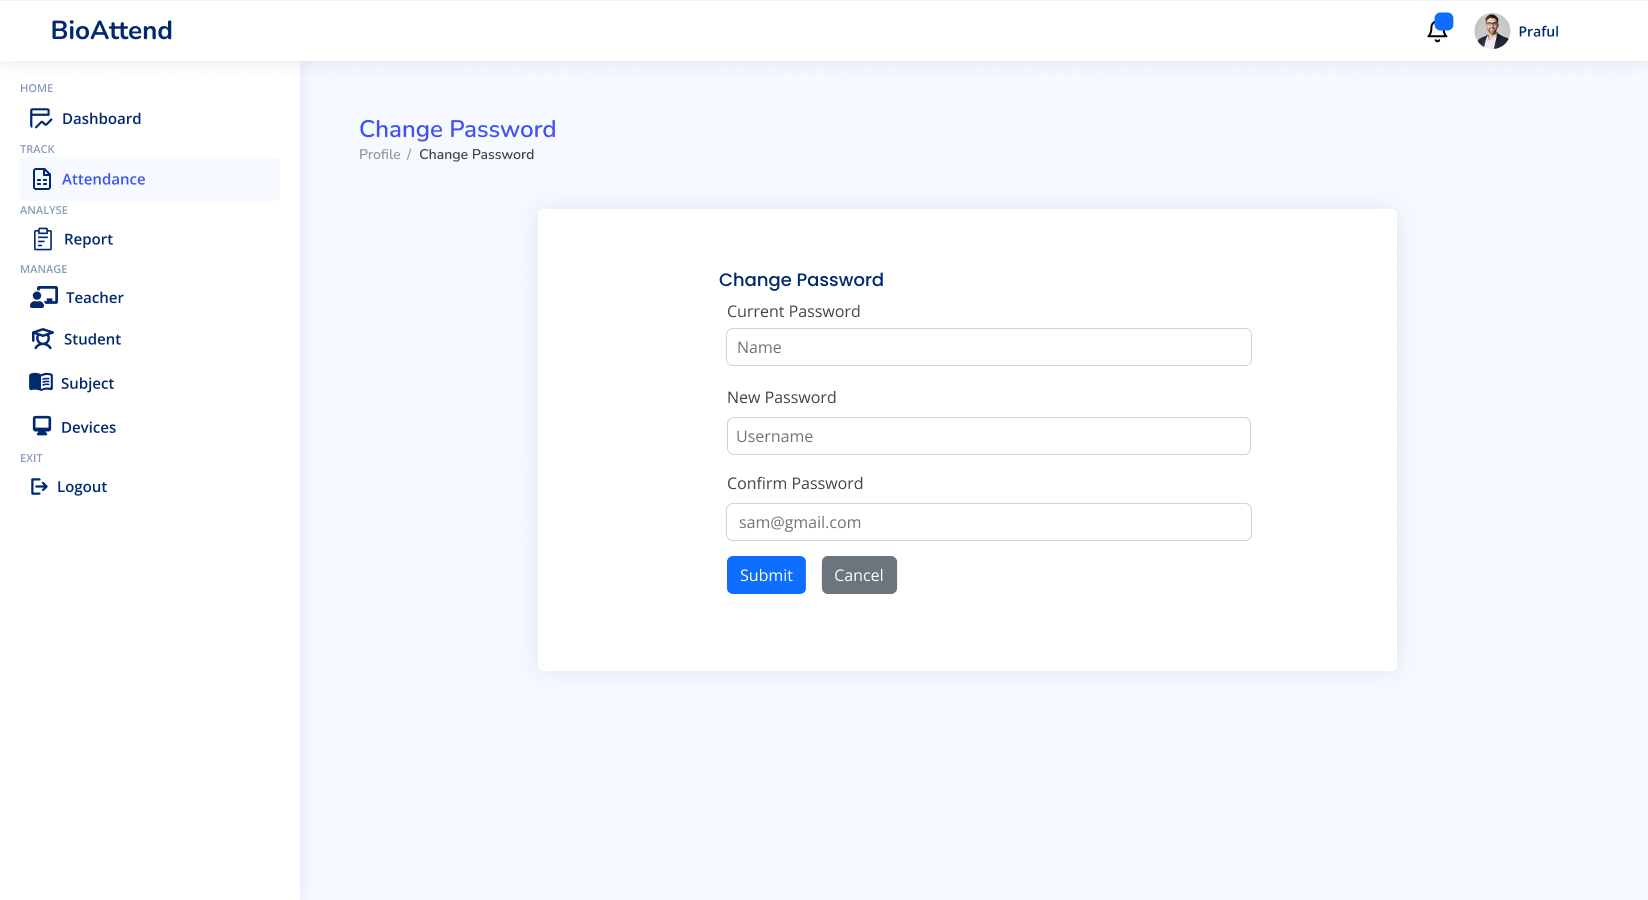 BioAttend
Praful
HOME
Dashboard
TRACK
Attendance
ANALYSE
Report
MANAGE
Teacher
Student
Subject
Devices
EXIT
Logout
Change Password
Profile / Change Password
Change Password
Current Password
Name
New Password
Username
Confirm Password
sam@gmail.com
Submit Cancel